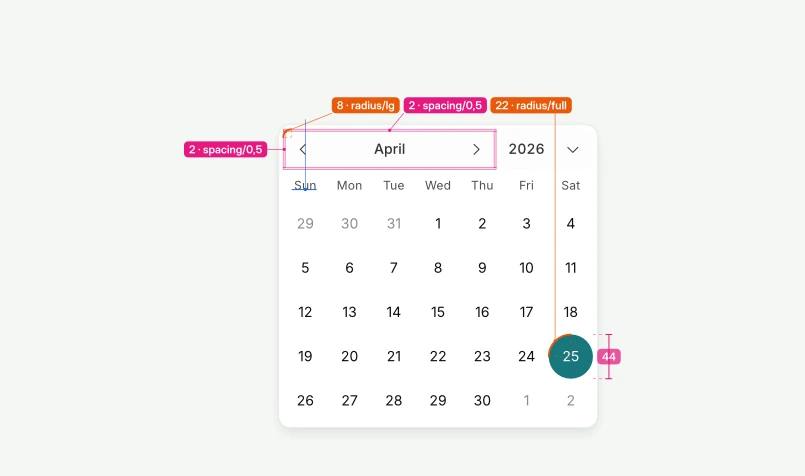 8 · radius/lg 2 · spacing/0,5 22 · radius/full
2 · spacing/0,5
April 2026
Sun Mon Tue Wed Thu Fri Sat
29 30 31 1 2 3 4
5 6 7 8 9 10 11
12 13 14 15 16 17 18
19 20 21 22 23 24 25
44
26 27 28 29 30 1 2